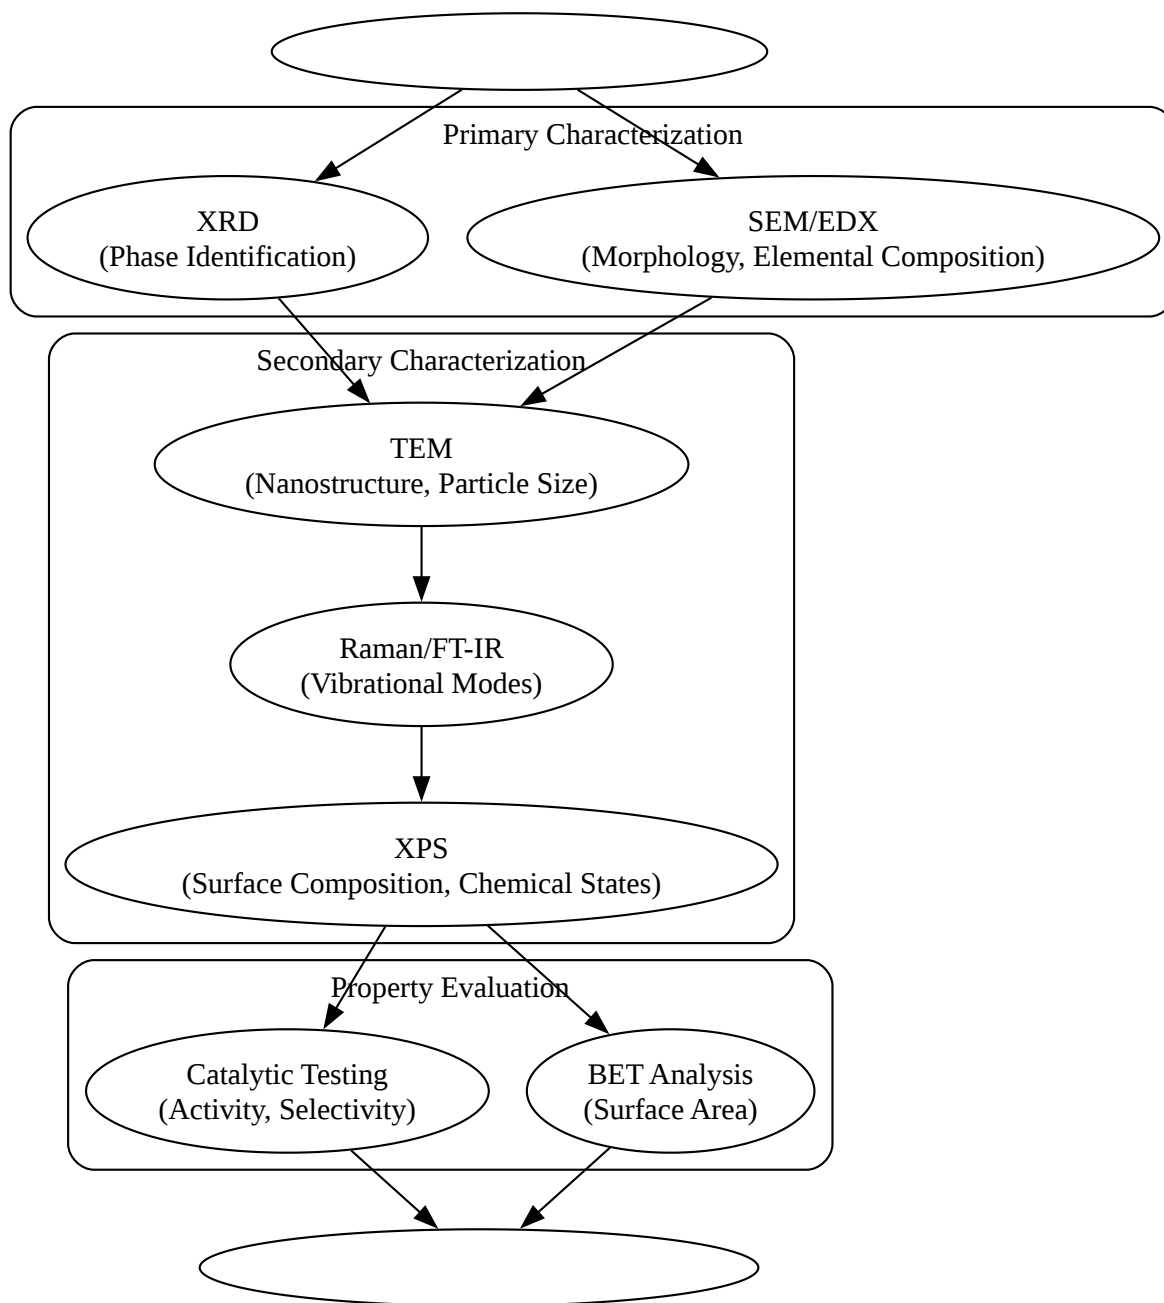 Primary Characterization
XRD
(Phase Identification)
SEM/EDX
(Morphology, Elemental Composition)
Secondary Characterization
TEM
(Nanostructure, Particle Size)
Raman/FT-IR
(Vibrational Modes)
XPS
(Surface Composition, Chemical States)
Property Evaluation
Catalytic Testing
(Activity, Selectivity)
BET Analysis
(Surface Area)